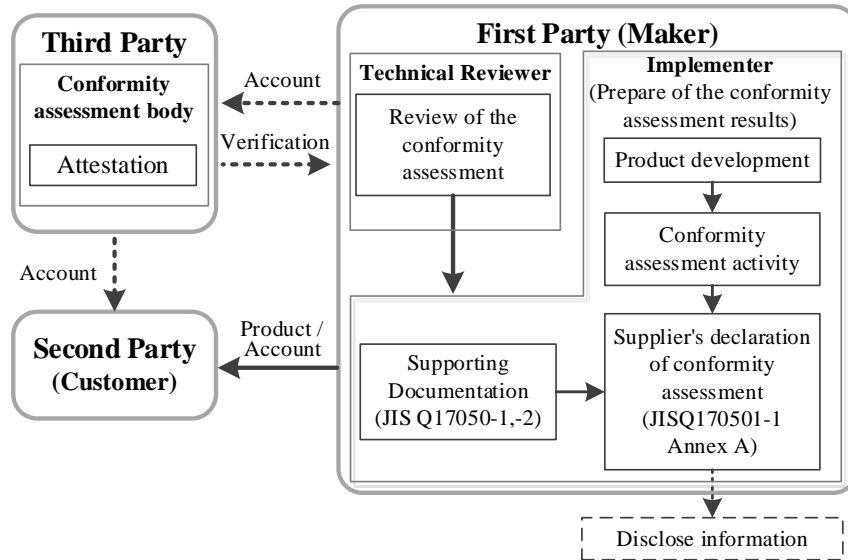 Third Party
Conformity
assessment body
Attestation
Account
Verification
Account
Second Party
(Customer)
Product /
Account
First Party (Maker)
Technical Reviewer
Review of the
conformity
assessment
Implementer
(Prepare of the conformity
assessment results)
Product development
Conformity
assessment activity
Supporting
Documentation
(JIS Q17050-1,-2)
Supplier's declaration
of conformity
assessment
(JISQ170501-1
Annex A)
Disclose information